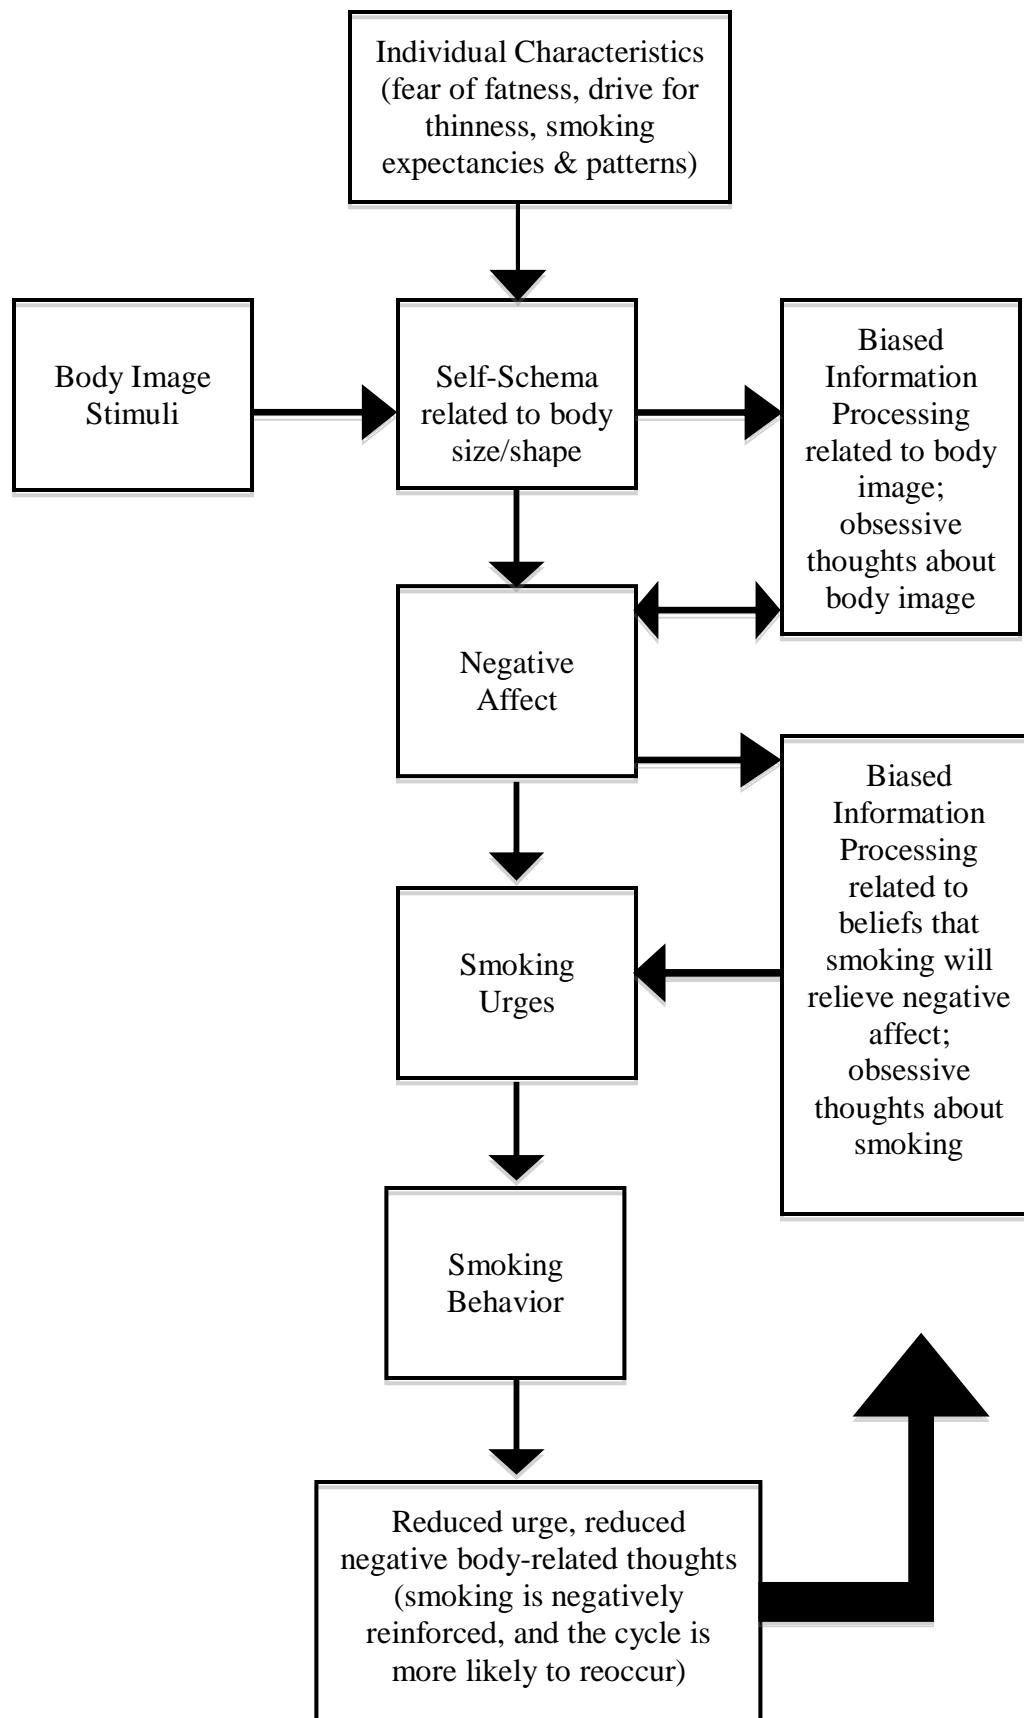 Individual Characteristics
(fear of fatness, drive for
thinness, smoking
expectancies & patterns)
Body Image
Stimuli
Self-Schema
related to body
size/shape
Biased
Information
Processing
related to body
image;
obsessive
thoughts about
body image
Negative
Affect
Biased
Information
Processing
related to
beliefs that
smoking will
relieve negative
affect;
obsessive
thoughts about
smoking
Smoking
Urges
Smoking
Behavior
Reduced urge, reduced
negative body-related thoughts
(smoking is negatively
reinforced, and the cycle is
more likely to reoccur)